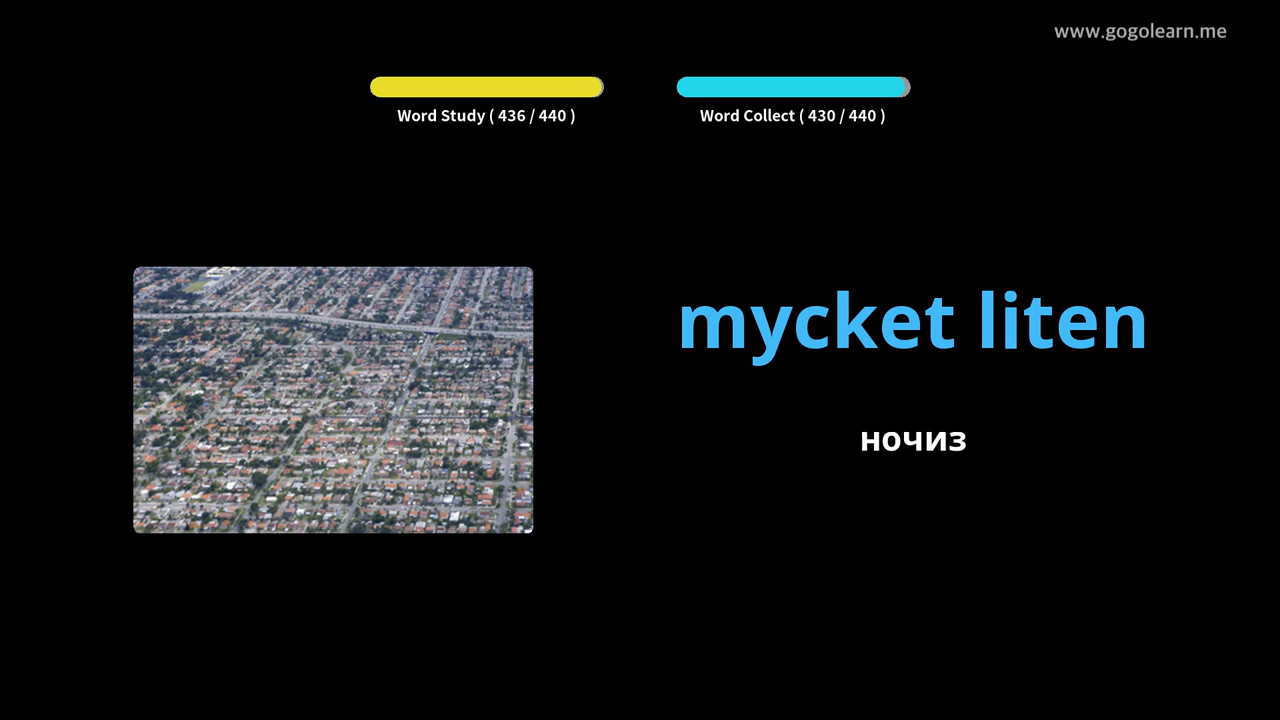 www.gogolearn.me
Word Study ( 436 / 440 )
Word Collect ( 430 / 440 )
mycket liten
ночиз